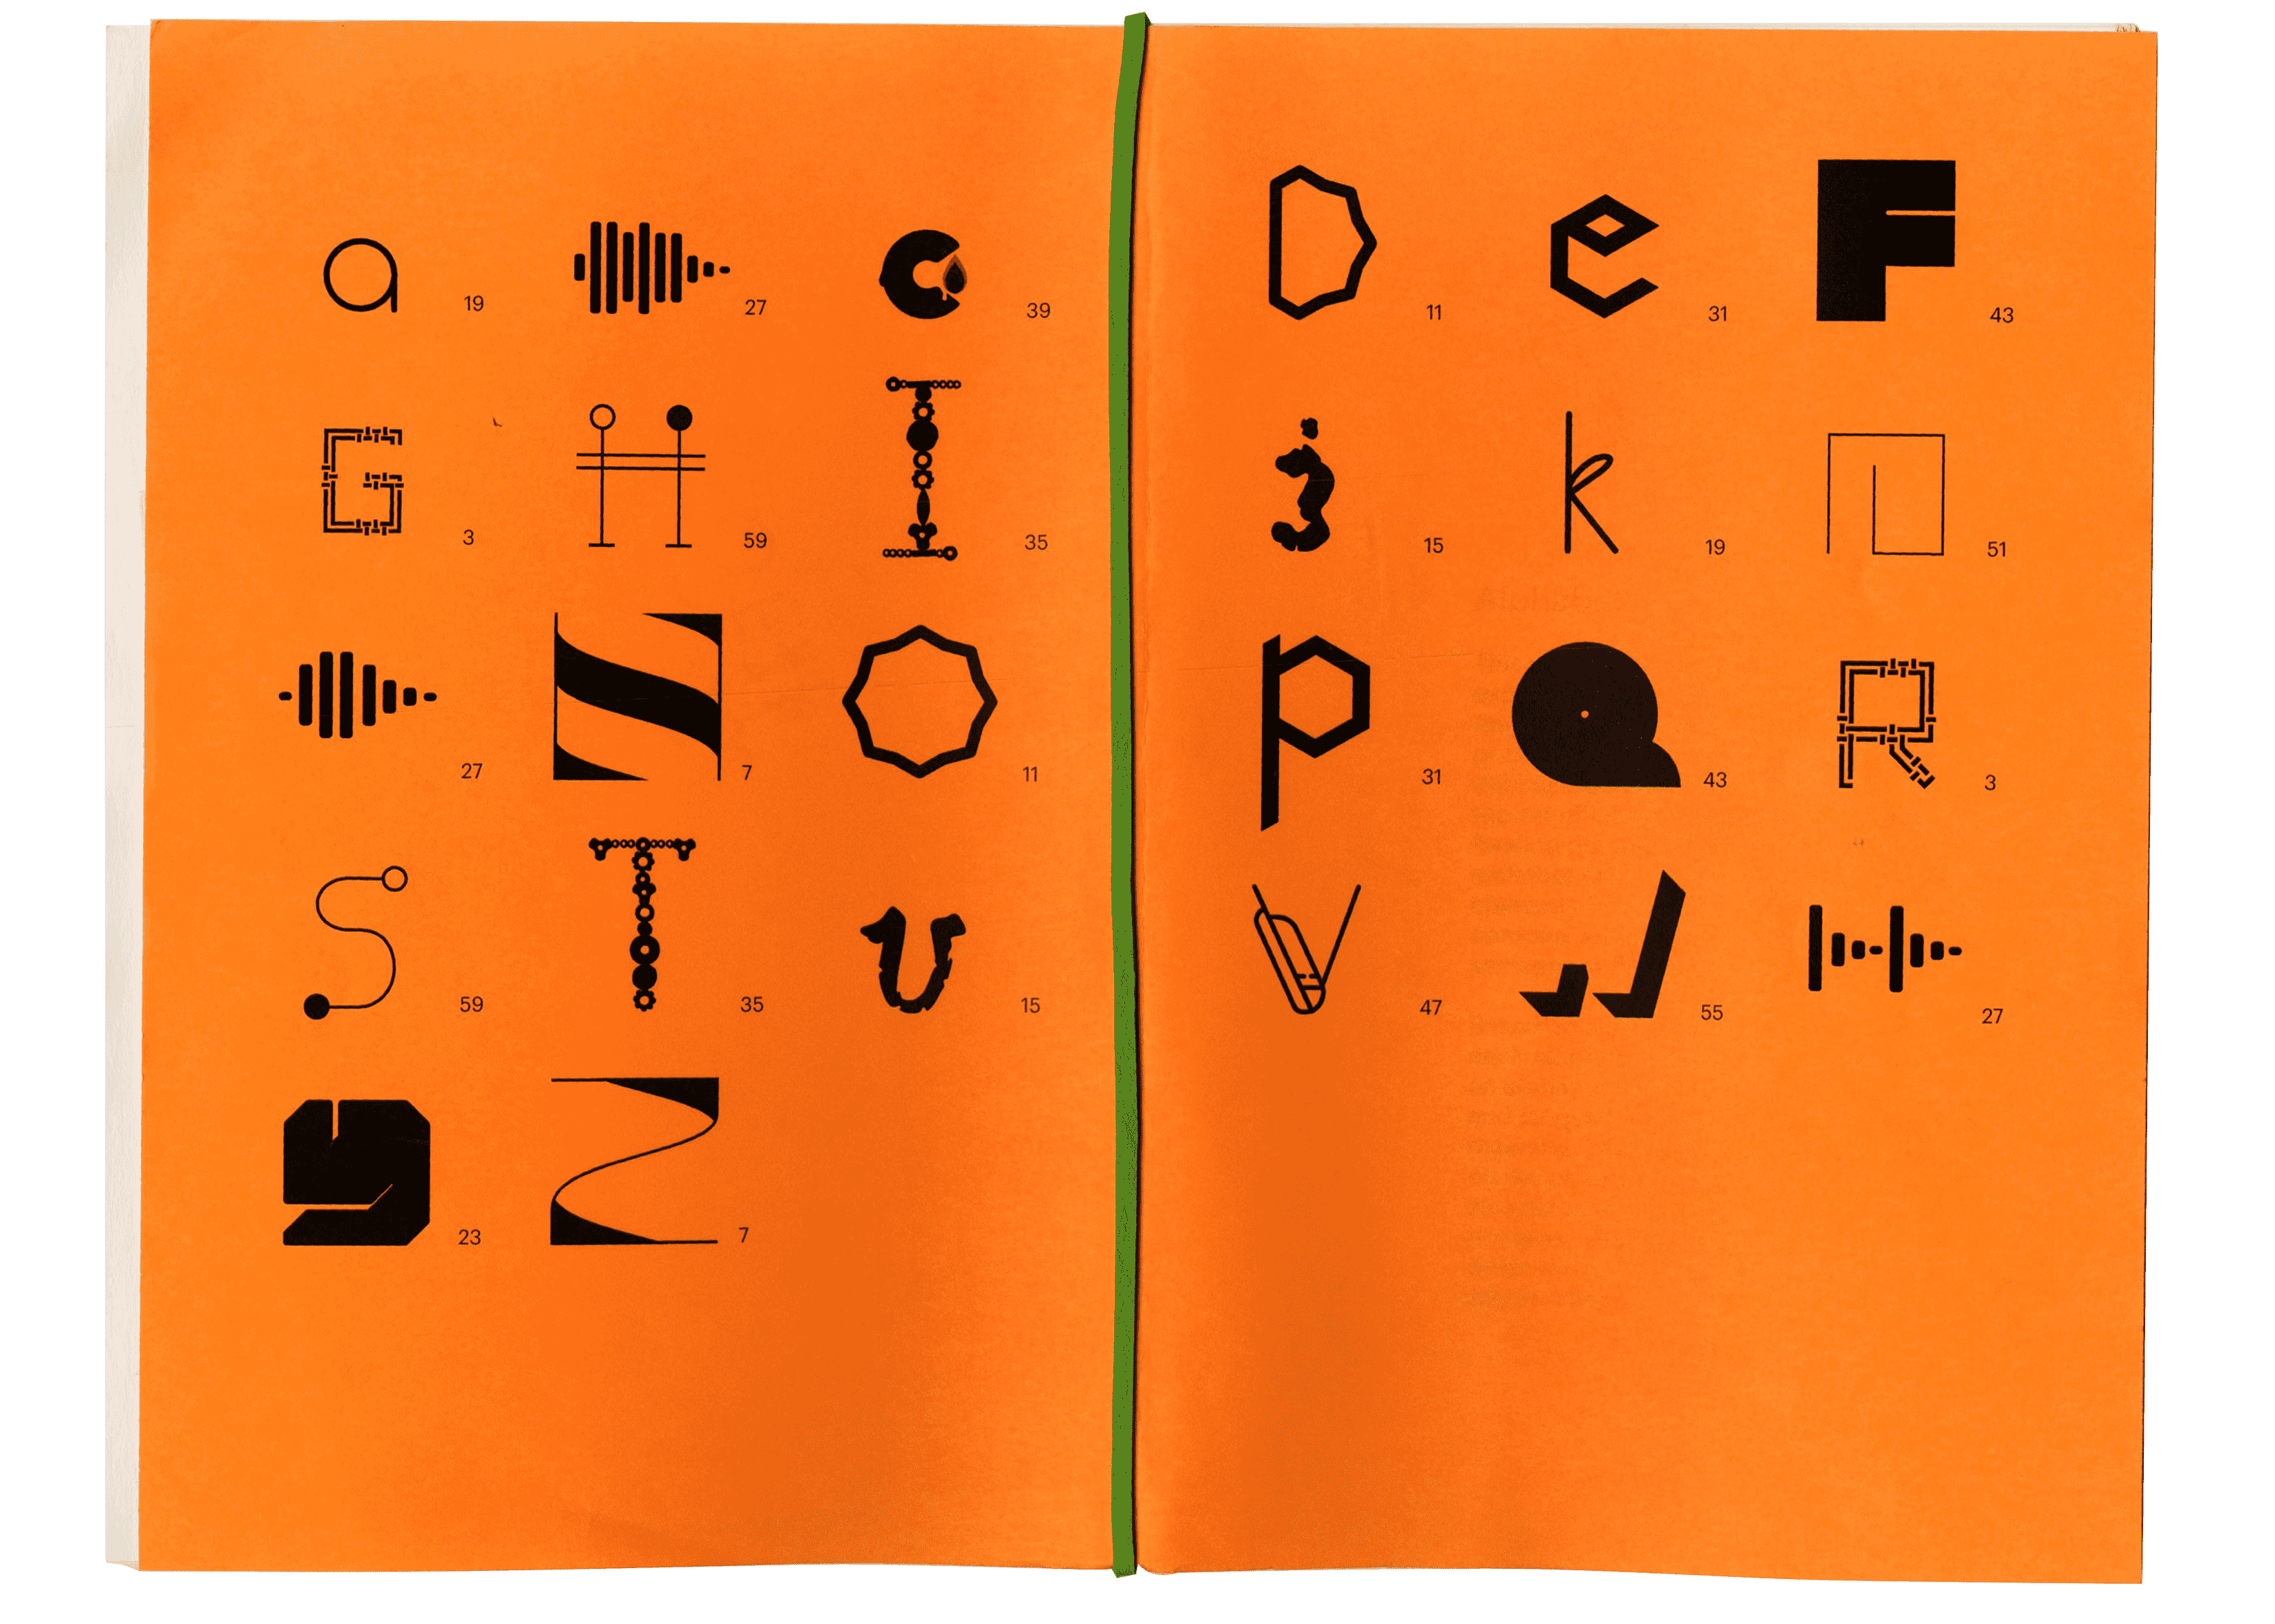 a 19 27 c 39 D 11 e 31 F 43
G 3 H 59 I 35 j 15 k 19 51
27 N 7 O 11 p 31 Q 43 R 3
S 59 T 35 u 15 V 47 55 27
y 23 Z 7